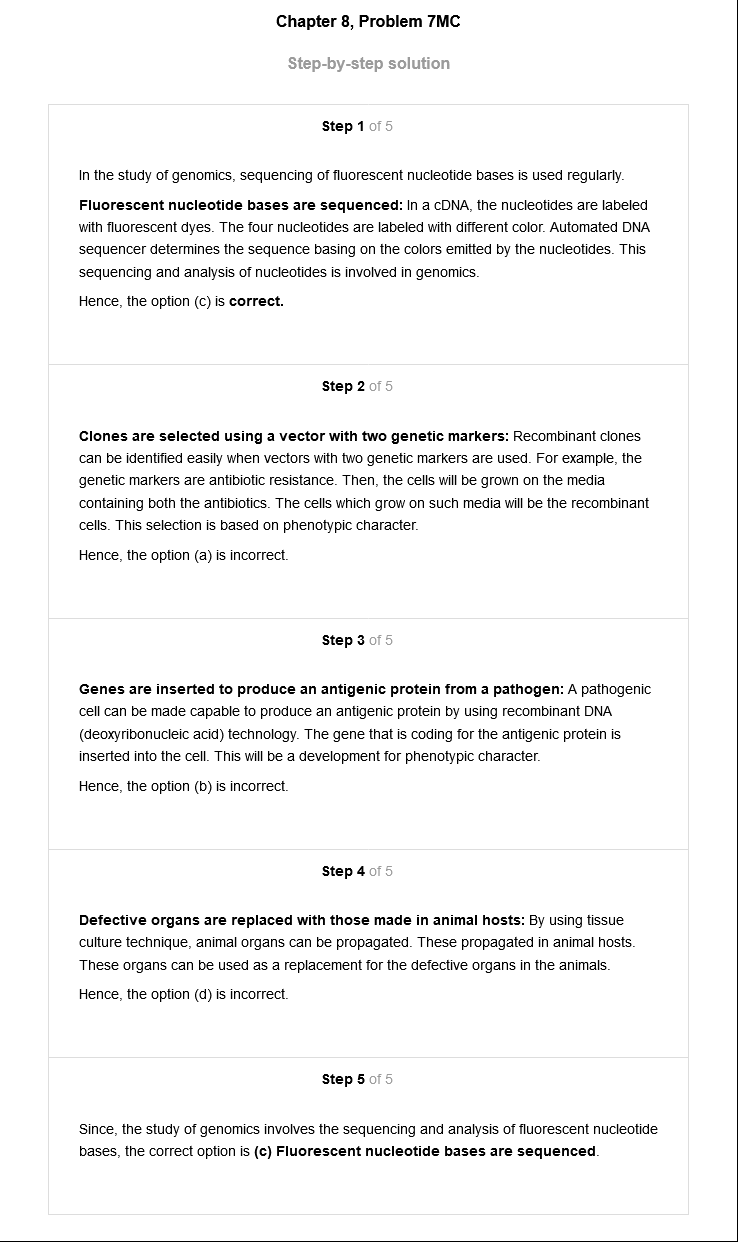 Chapter 8, Problem 7MC
Step-by-step solution
Step 1 of 5
In the study of genomics, sequencing of fluorescent nucleotide bases is used regularly.
Fluorescent nucleotide bases are sequenced: In a cDNA, the nucleotides are labeled
with fluorescent dyes. The four nucleotides are labeled with different color. Automated DNA
sequencer determines the sequence basing on the colors emitted by the nucleotides. This
sequencing and analysis of nucleotides is involved in genomics.
Hence, the option (c) is correct.
Step 2 of 5
Clones are selected using a vector with two genetic markers: Recombinant clones
can be identified easily when vectors with two genetic markers are used. For example, the
genetic markers are antibiotic resistance. Then, the cells will be grown on the media
containing both the antibiotics. The cells which grow on such media will be the recombinant
cells. This selection is based on phenotypic character.
Hence, the option (a) is incorrect.
Step 3 of 5
Genes are inserted to produce an antigenic protein from a pathogen: A pathogenic
cell can be made capable to produce an antigenic protein by using recombinant DNA
(deoxyribonucleic acid) technology. The gene that is coding for the antigenic protein is
inserted into the cell. This will be a development for phenotypic character.
Hence, the option (b) is incorrect.
Step 4 of 5
Defective organs are replaced with those made in animal hosts: By using tissue
culture technique, animal organs can be propagated. These propagated in animal hosts.
These organs can be used as a replacement for the defective organs in the animals.
Hence, the option (d) is incorrect.
Step 5 of 5
Since, the study of genomics involves the sequencing and analysis of fluorescent nucleotide
bases, the correct option is (c) Fluorescent nucleotide bases are sequenced.